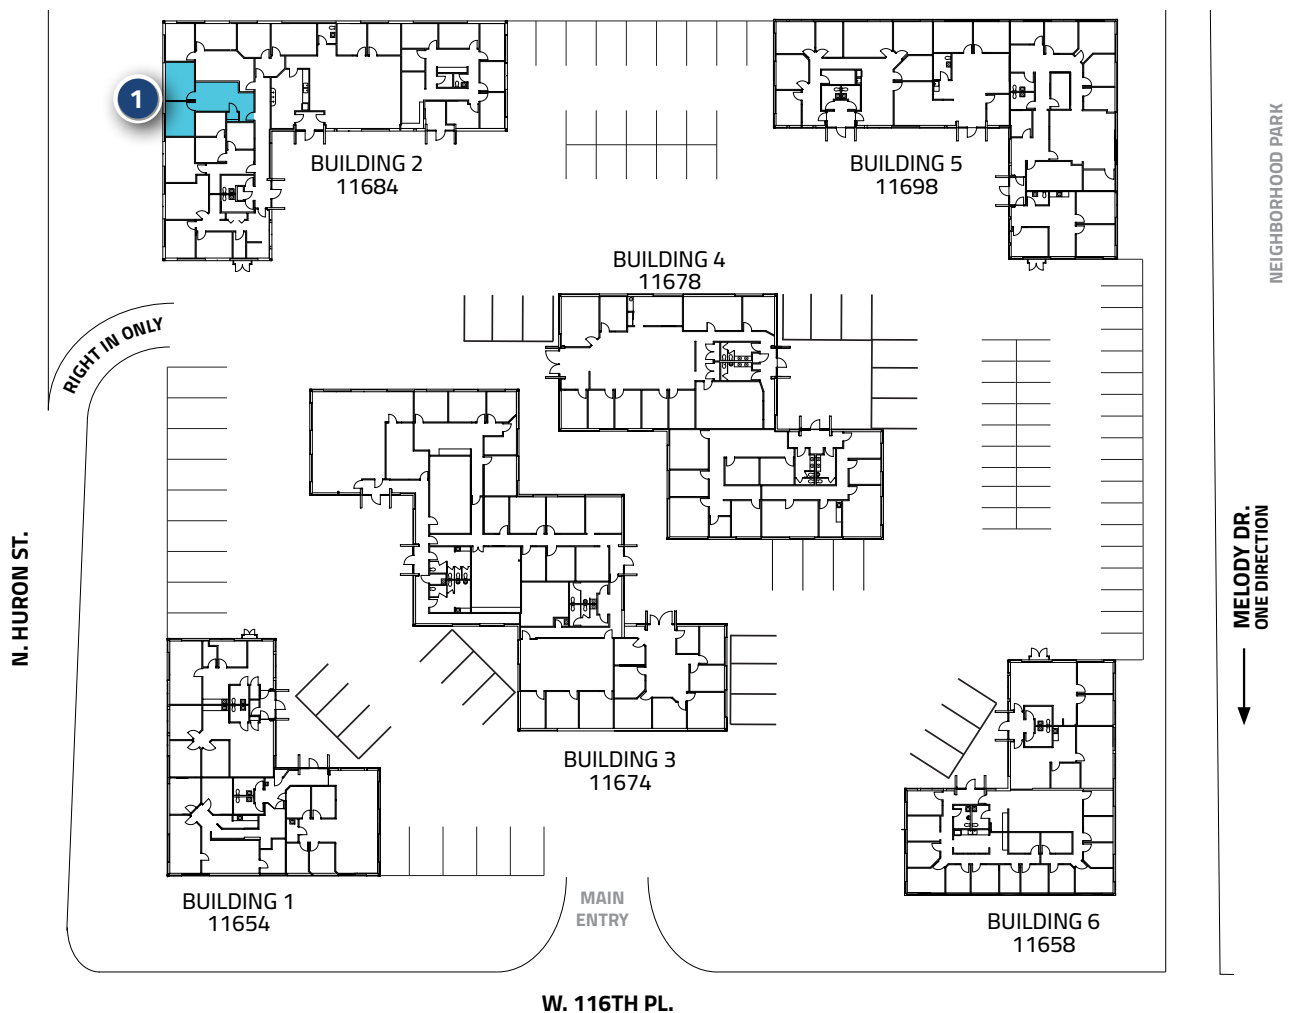 1
BUILDING 2
11684
BUILDING 5
11698
NEIGHBORHOOD PARK
BUILDING 4
11678
RIGHT IN ONLY
N. HURON ST.
MELODY DR.
ONE DIRECTION
BUILDING 3
11674
BUILDING 1
11654
MAIN
ENTRY
BUILDING 6
11658
W. 116TH PL.